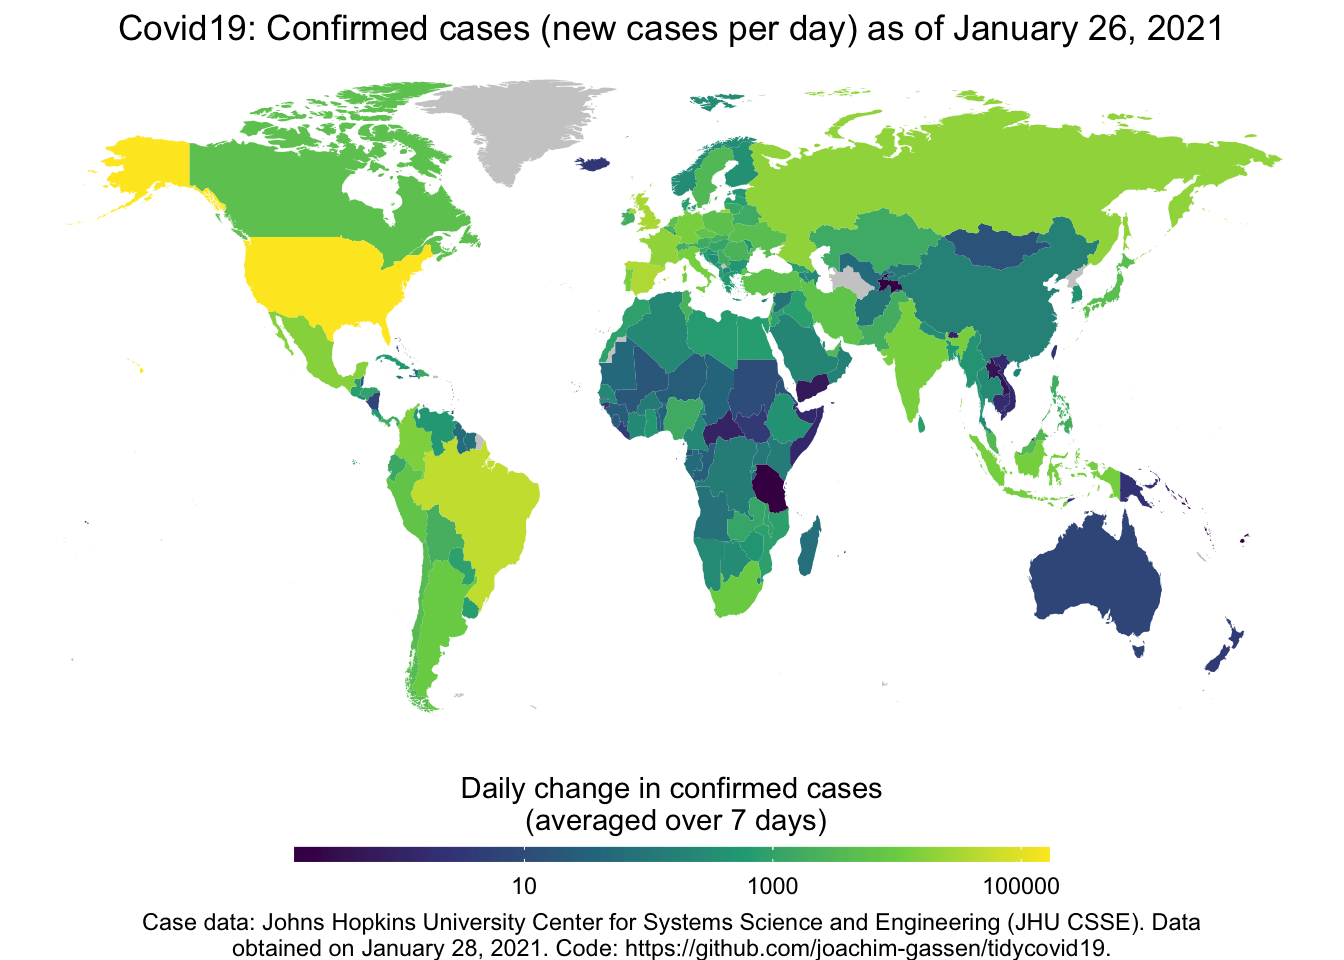 Covid19: Confirmed cases (new cases per day) as of January 26, 2021
Daily change in confirmed cases
(averaged over 7 days)
10 1000 100000
Case data: Johns Hopkins University Center for Systems Science and Engineering (JHU CSSE). Data
obtained on January 28, 2021. Code: https://github.com/joachim-gassen/tidycovid19.